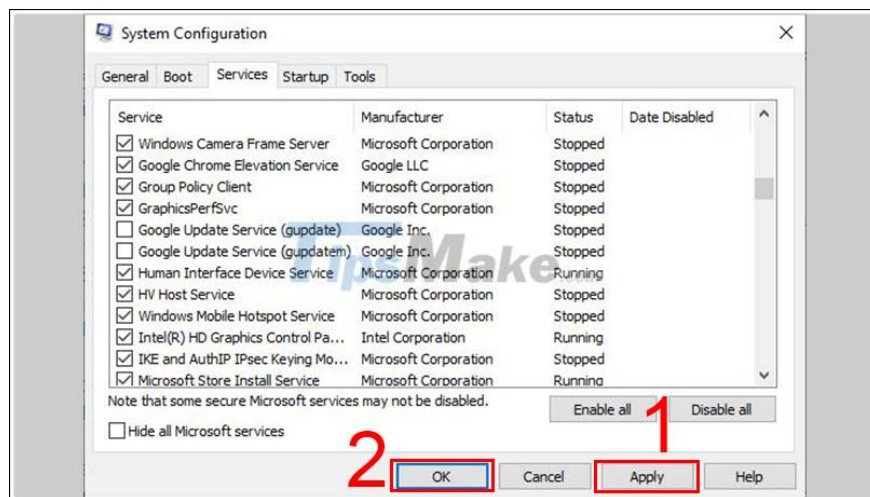 System Configuration
General Boot Services Startup Tools
Service Manufacturer Status Date Disabled
Windows Camera Frame Server Microsoft Corporation Stopped
Google Chrome Elevation Service Google LLC Stopped
Group Policy Client Microsoft Corporation Stopped
GraphicsPerfSvc Microsoft Corporation Stopped
Google Update Service (gupdate) Google Inc. Stopped
Google Update Service (gupdatem) Google Inc. Stopped
TipsMake.com
Human Interface Device Service Microsoft Corporation Running
HV Host Service Microsoft Corporation Stopped
Windows Mobile Hotspot Service Microsoft Corporation Stopped
Intel(R) HD Graphics Control Pa... Intel Corporation Running
IKE and AuthIP IPsec Keying Mo... Microsoft Corporation Stopped
Microsoft Store Install Service Microsoft Corporation Running
Note that some secure Microsoft services may not be disabled.
Enable all Disable all
Hide all Microsoft services
2 1
OK Cancel Apply Help